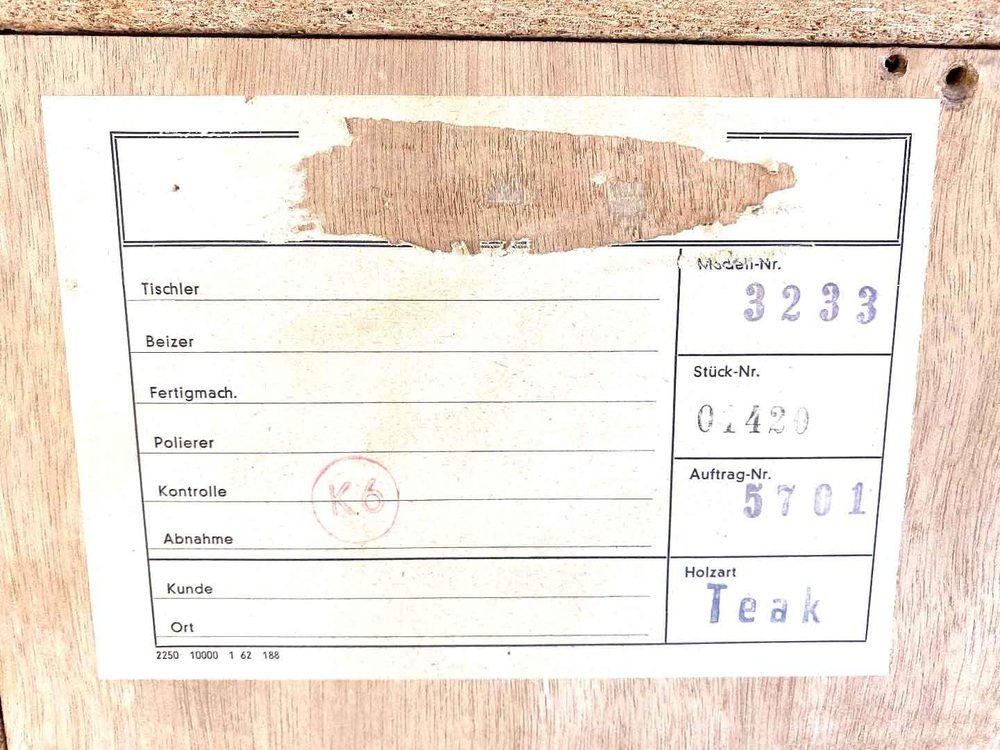 Tischler
Modell-Nr.
3233
Beizer
Stück-Nr.
Fertigmach.
01420
Polierer
Auftrag-Nr.
5701
Kontrolle
K6
Abnahme
Holzart
Teak
Kunde
Ort
2250 10000 1 62 188